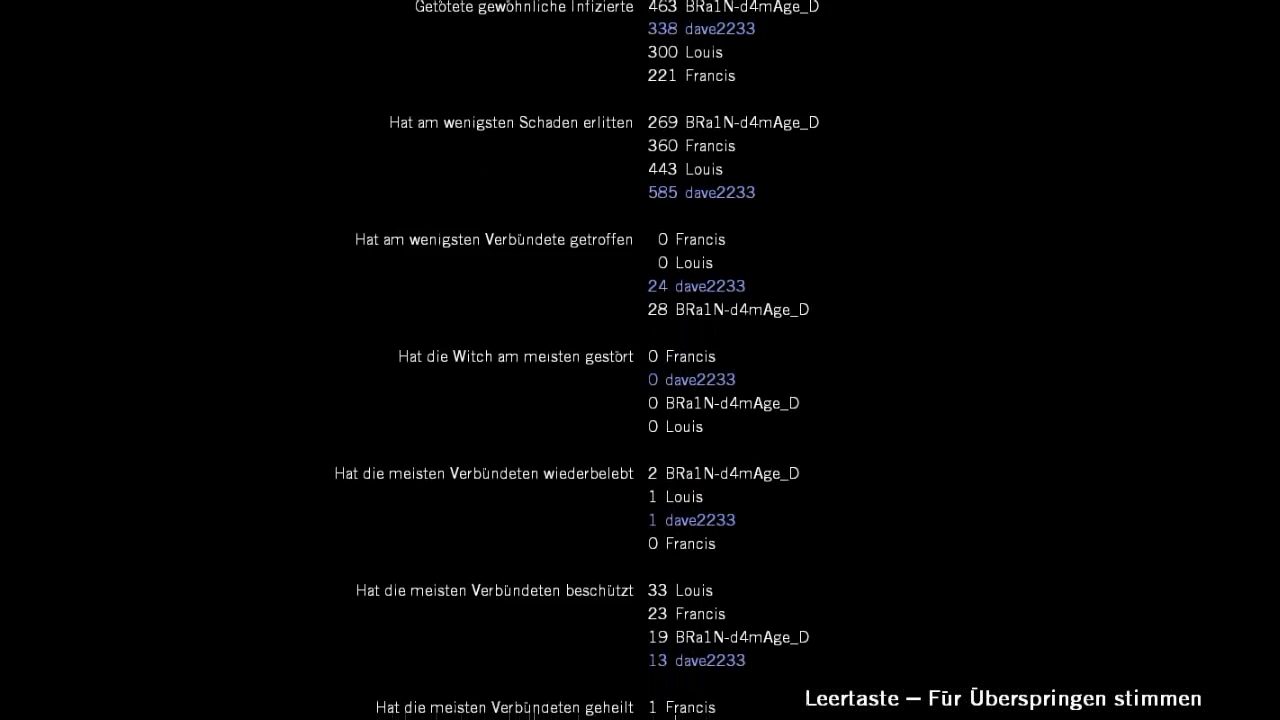 Getötete gewöhnliche Infizierte 463 BRa1N-d4mAge_D
338 dave2233
300 Louis
221 Francis
Hat am wenigsten Schaden erlitten 269 BRa1N-d4mAge_D
360 Francis
443 Louis
585 dave2233
Hat am wenigsten Verbündete getroffen 0 Francis
0 Louis
24 dave2233
28 BRa1N-d4mAge_D
Hat die Witch am meisten gestört 0 Francis
0 dave2233
0 BRa1N-d4mAge_D
0 Louis
Hat die meisten Verbündeten wiederbelebt 2 BRa1N-d4mAge_D
1 Louis
1 dave2233
0 Francis
Hat die meisten Verbündeten beschützt 33 Louis
23 Francis
19 BRa1N-d4mAge_D
13 dave2233
Hat die meisten Verbündeten geheilt 1 Francis
Leertaste – Für Überspringen stimmen